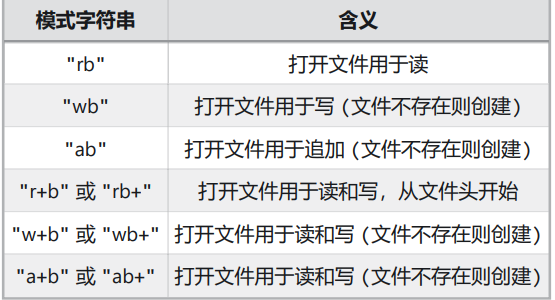 模式字符串 含义
"rb" 打开文件用于读
"wb" 打开文件用于写 (文件不存在则创建)
"ab" 打开文件用于追加 (文件不存在则创建)
"r+b" 或 "rb+" 打开文件用于读和写，从文件头开始
"w+b" 或 "wb+" 打开文件用于读和写 (文件不存在则创建)
"a+b" 或 "ab+" 打开文件用于读和写 (文件不存在则创建)